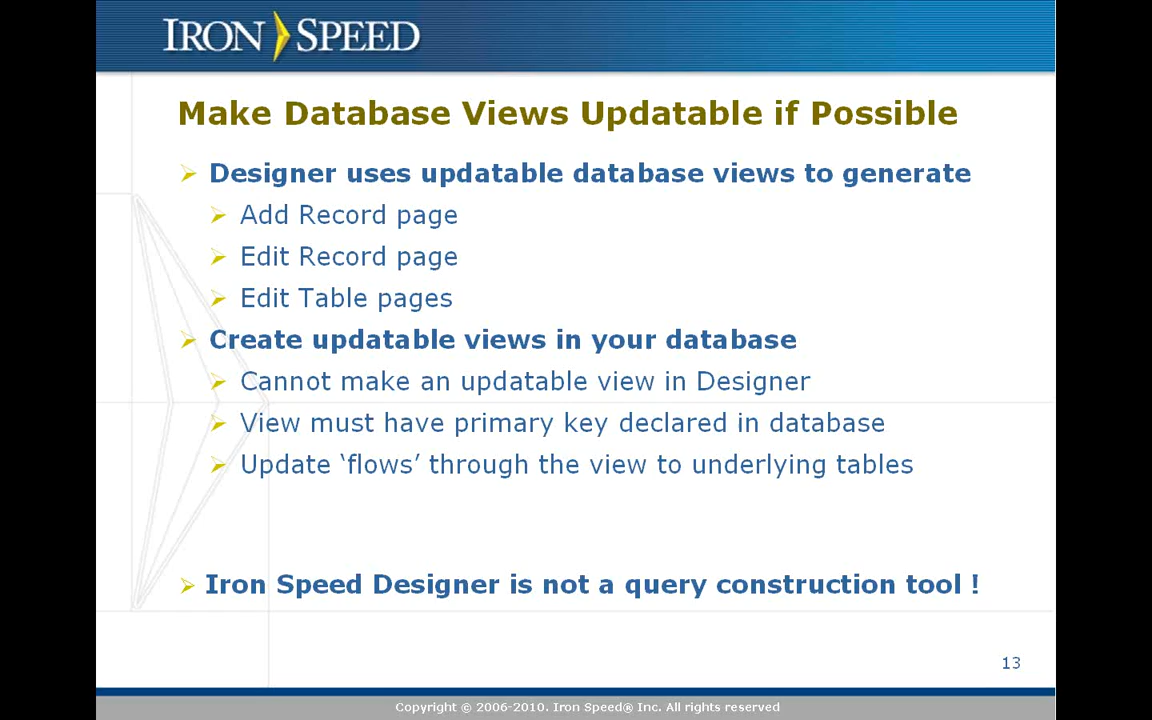 IRON SPEED
Make Database Views Updatable if Possible
Designer uses updatable database views to generate
Add Record page
Edit Record page
Edit Table pages
Create updatable views in your database
Cannot make an updatable view in Designer
View must have primary key declared in database
Update ‘flows’ through the view to underlying tables
Iron Speed Designer is not a query construction tool !
13
Copyright © 2006-2010. Iron Speed® Inc. All rights reserved